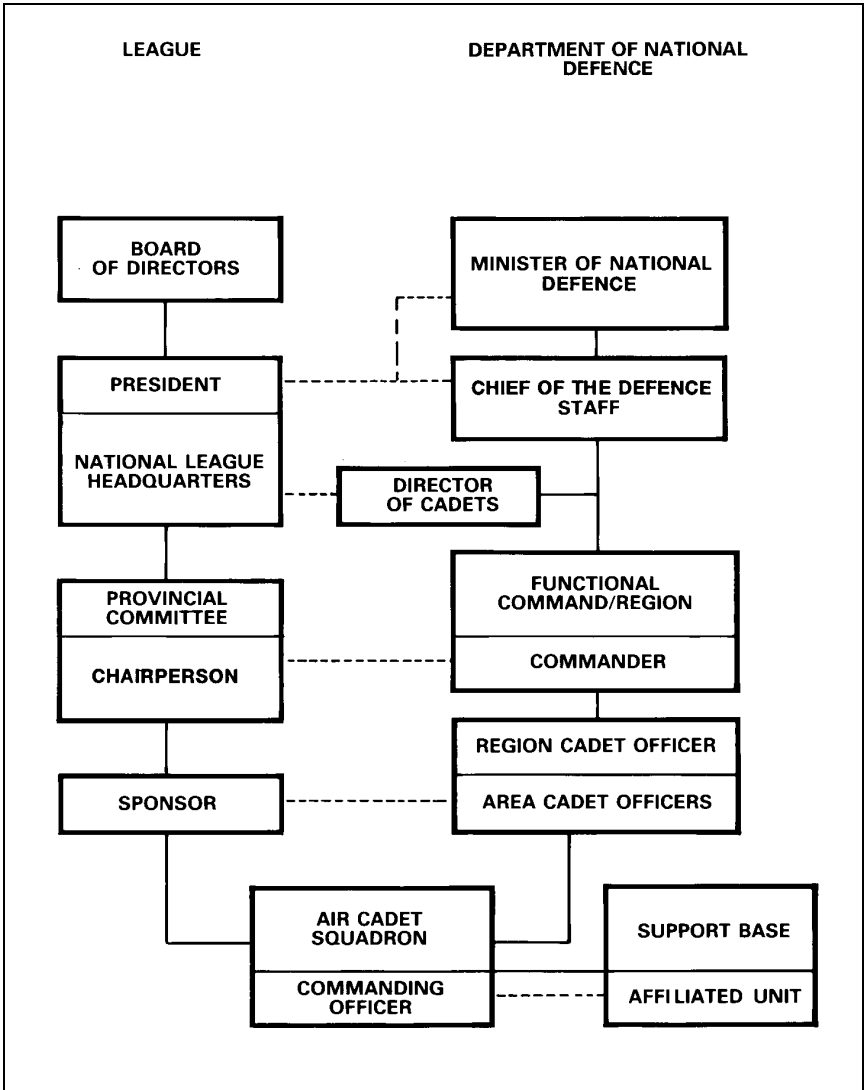 LEAGUE
DEPARTMENT OF NATIONAL
DEFENCE
BOARD
OF DIRECTORS
MINISTER OF NATIONAL
DEFENCE
PRESIDENT
CHIEF OF THE DEFENCE
STAFF
NATIONAL LEAGUE
HEADQUARTERS
DIRECTOR
OF CADETS
PROVINCIAL
COMMITTEE
FUNCTIONAL
COMMAND/REGION
CHAIRPERSON
COMMANDER
REGION CADET OFFICER
SPONSOR
AREA CADET OFFICERS
AIR CADET
SQUADRON
SUPPORT BASE
COMMANDING
OFFICER
AFFILIATED UNIT